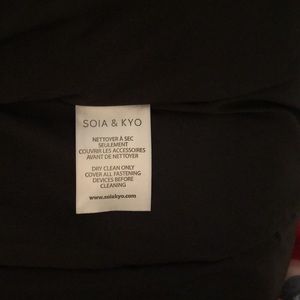 SOIA & KYO
NETTOYER À SEC
SEULEMENT
COUVRIR LES ACCESSOIRES
AVANT DE NETTOYER
DRY CLEAN ONLY
COVER ALL FASTENING
DEVICES BEFORE
CLEANING
www.soiakyo.com